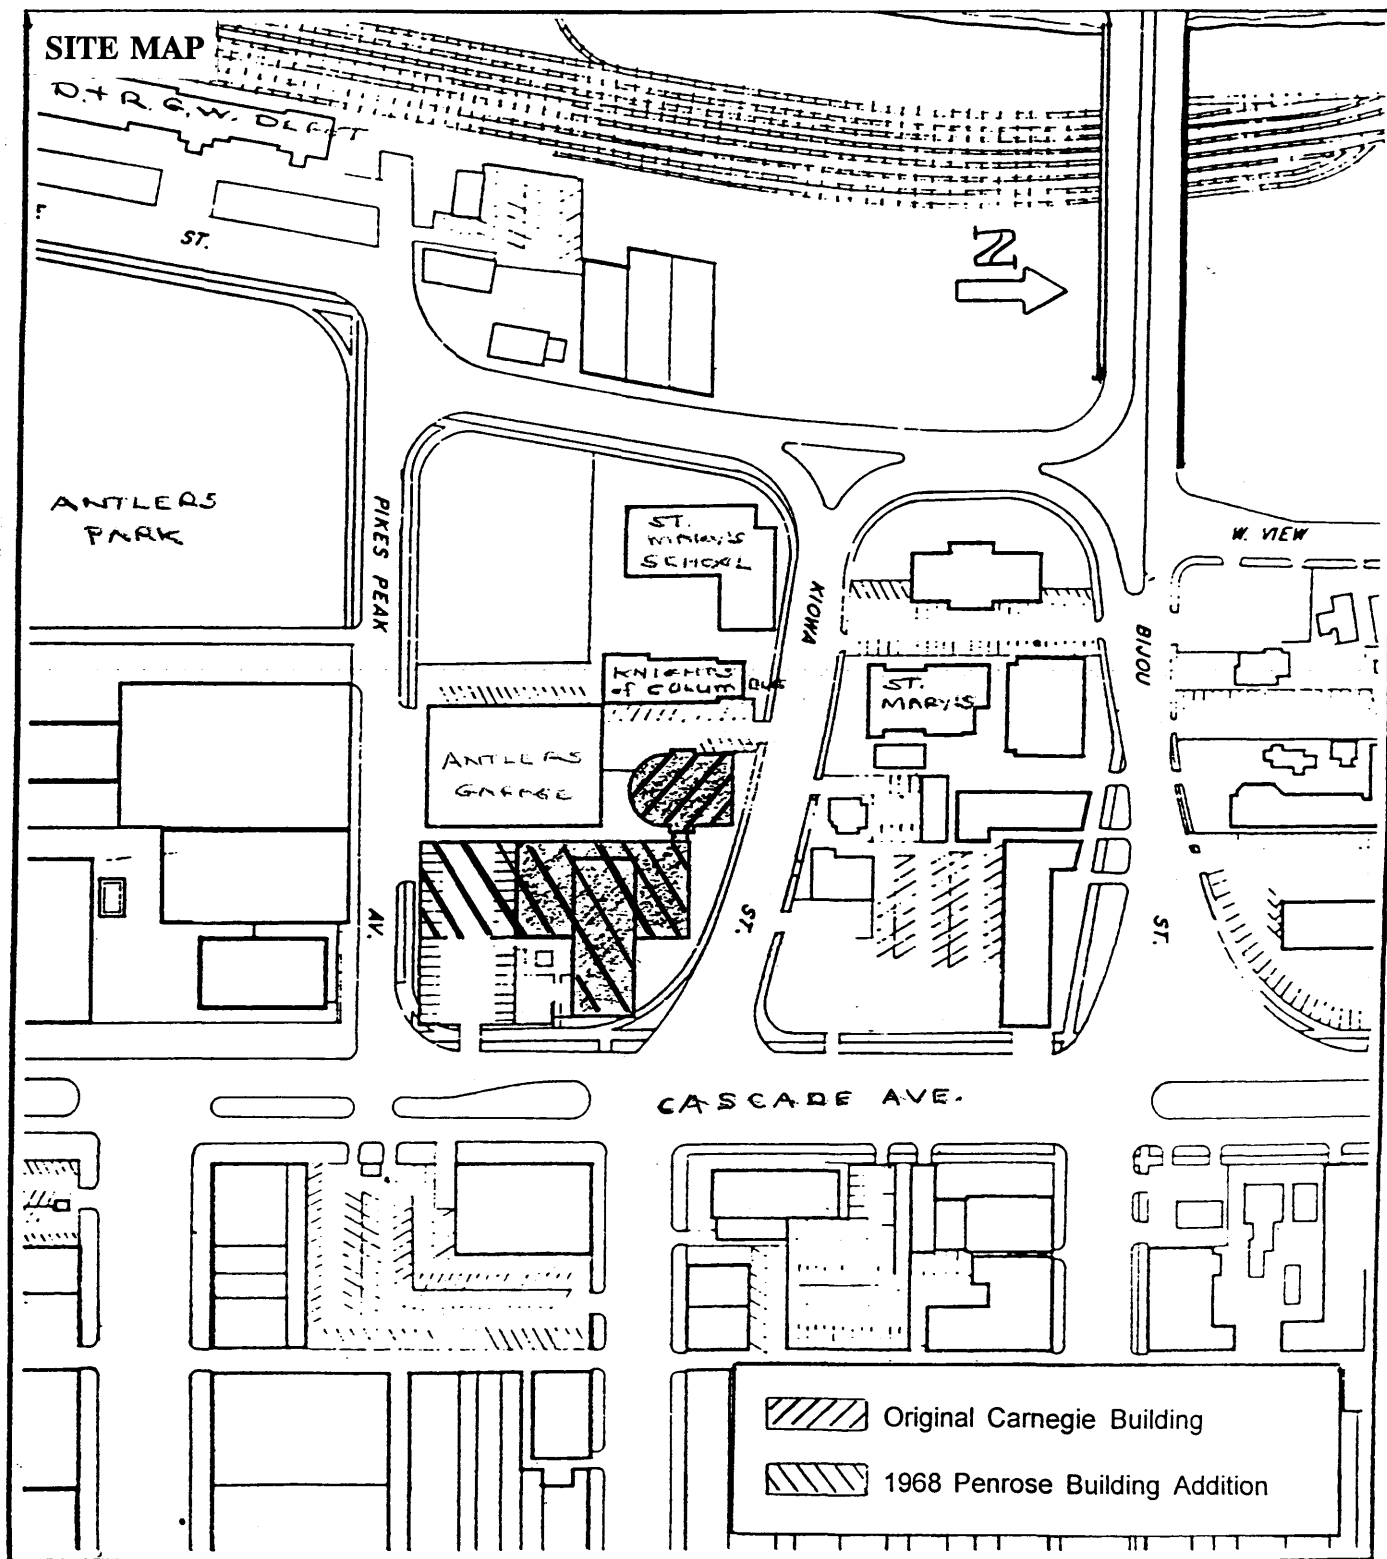 SITE MAP
D. & R. G. W. DEPOT
ST.
N
ANTLERS
PARK
PIKES PEAK
AV.
ST.
MARY'S
SCHOOL
KIOWA
ST.
W. VIEW
BIJOU
ST.
KNIGHTS
of COLUMBUS
ST.
MARY'S
ANTLERS
GARAGE
CASCADE AVE.
Original Carnegie Building
1968 Penrose Building Addition